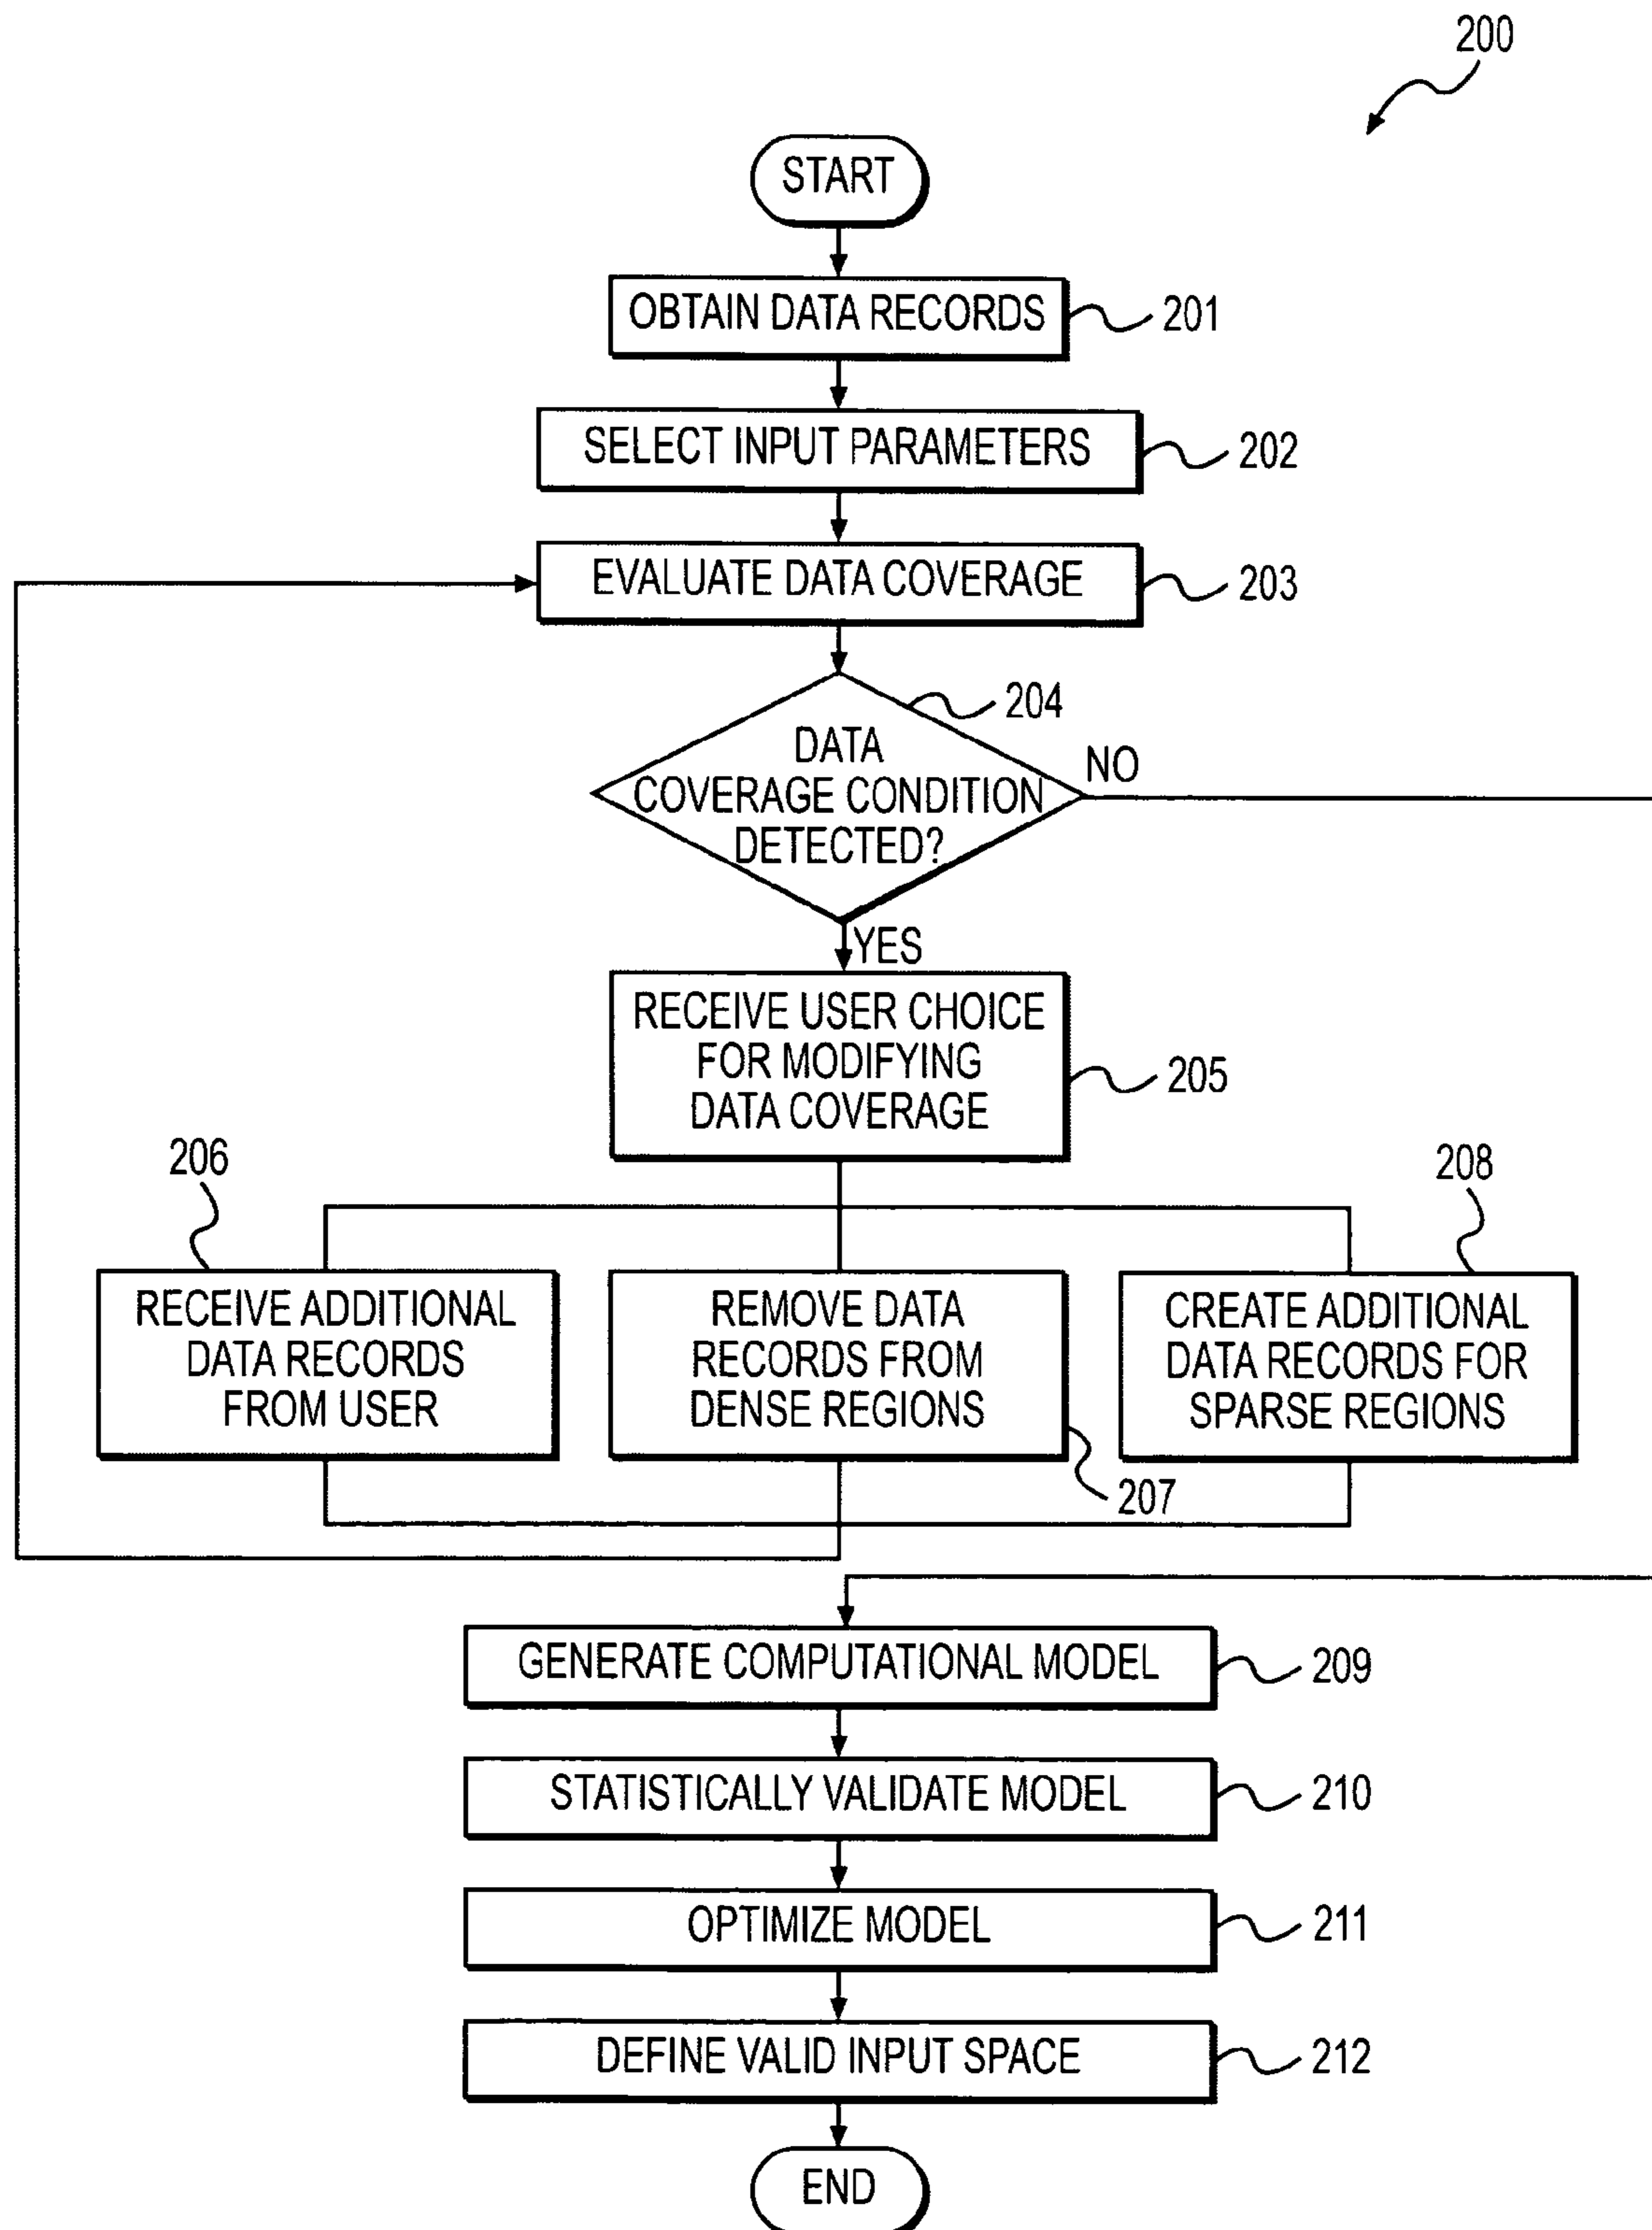 200
START
OBTAIN DATA RECORDS
201
SELECT INPUT PARAMETERS
202
EVALUATE DATA COVERAGE
203
204
DATA
COVERAGE CONDITION
DETECTED?
NO
YES
RECEIVE USER CHOICE
FOR MODIFYING
DATA COVERAGE
205
206
RECEIVE ADDITIONAL
DATA RECORDS
FROM USER
REMOVE DATA
RECORDS FROM
DENSE REGIONS
207
208
CREATE ADDITIONAL
DATA RECORDS FOR
SPARSE REGIONS
GENERATE COMPUTATIONAL MODEL
209
STATISTICALLY VALIDATE MODEL
210
OPTIMIZE MODEL
211
DEFINE VALID INPUT SPACE
212
END